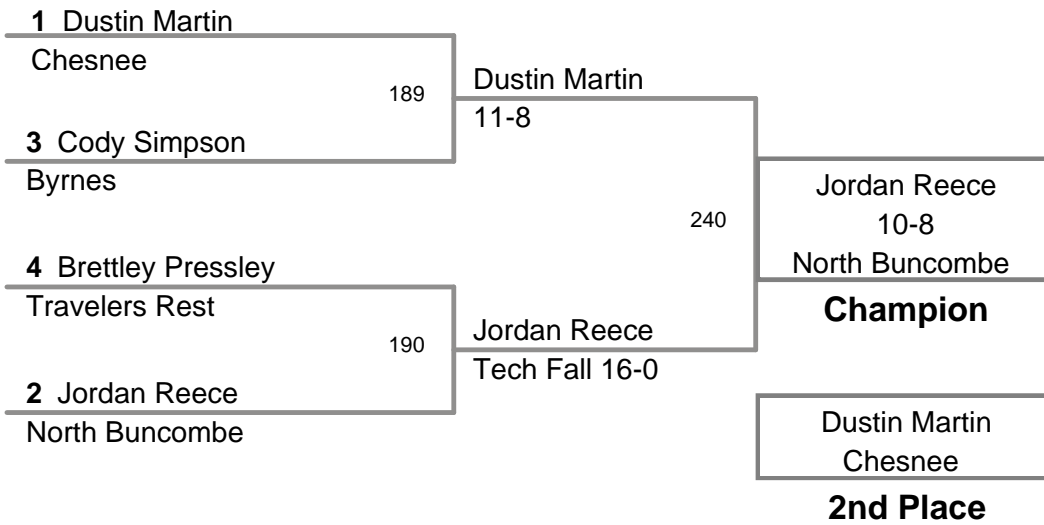 1 Dustin Martin
Chesnee
189
3 Cody Simpson
Byrnes
4 Brettley Pressley
Travelers Rest
190
2 Jordan Reece
North Buncombe
Dustin Martin
11-8
240
Jordan Reece
Tech Fall 16-0
Jordan Reece
10-8
North Buncombe
Champion
Dustin Martin
Chesnee
2nd Place